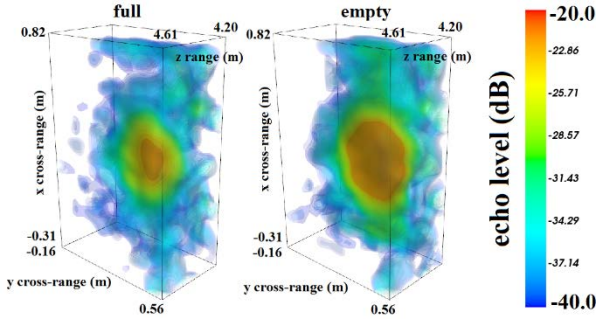 full
0.82
4.61
4.20
z range (m)
x cross-range (m)
-0.31
-0.16
y cross-range (m)
0.56
empty
0.82
4.61
4.20
z range (m)
x cross-range (m)
-0.31
-0.16
y cross-range (m)
0.56
echo level (dB)
-20.0
-22.86
-25.71
-28.57
-31.43
-34.29
-37.14
-40.0